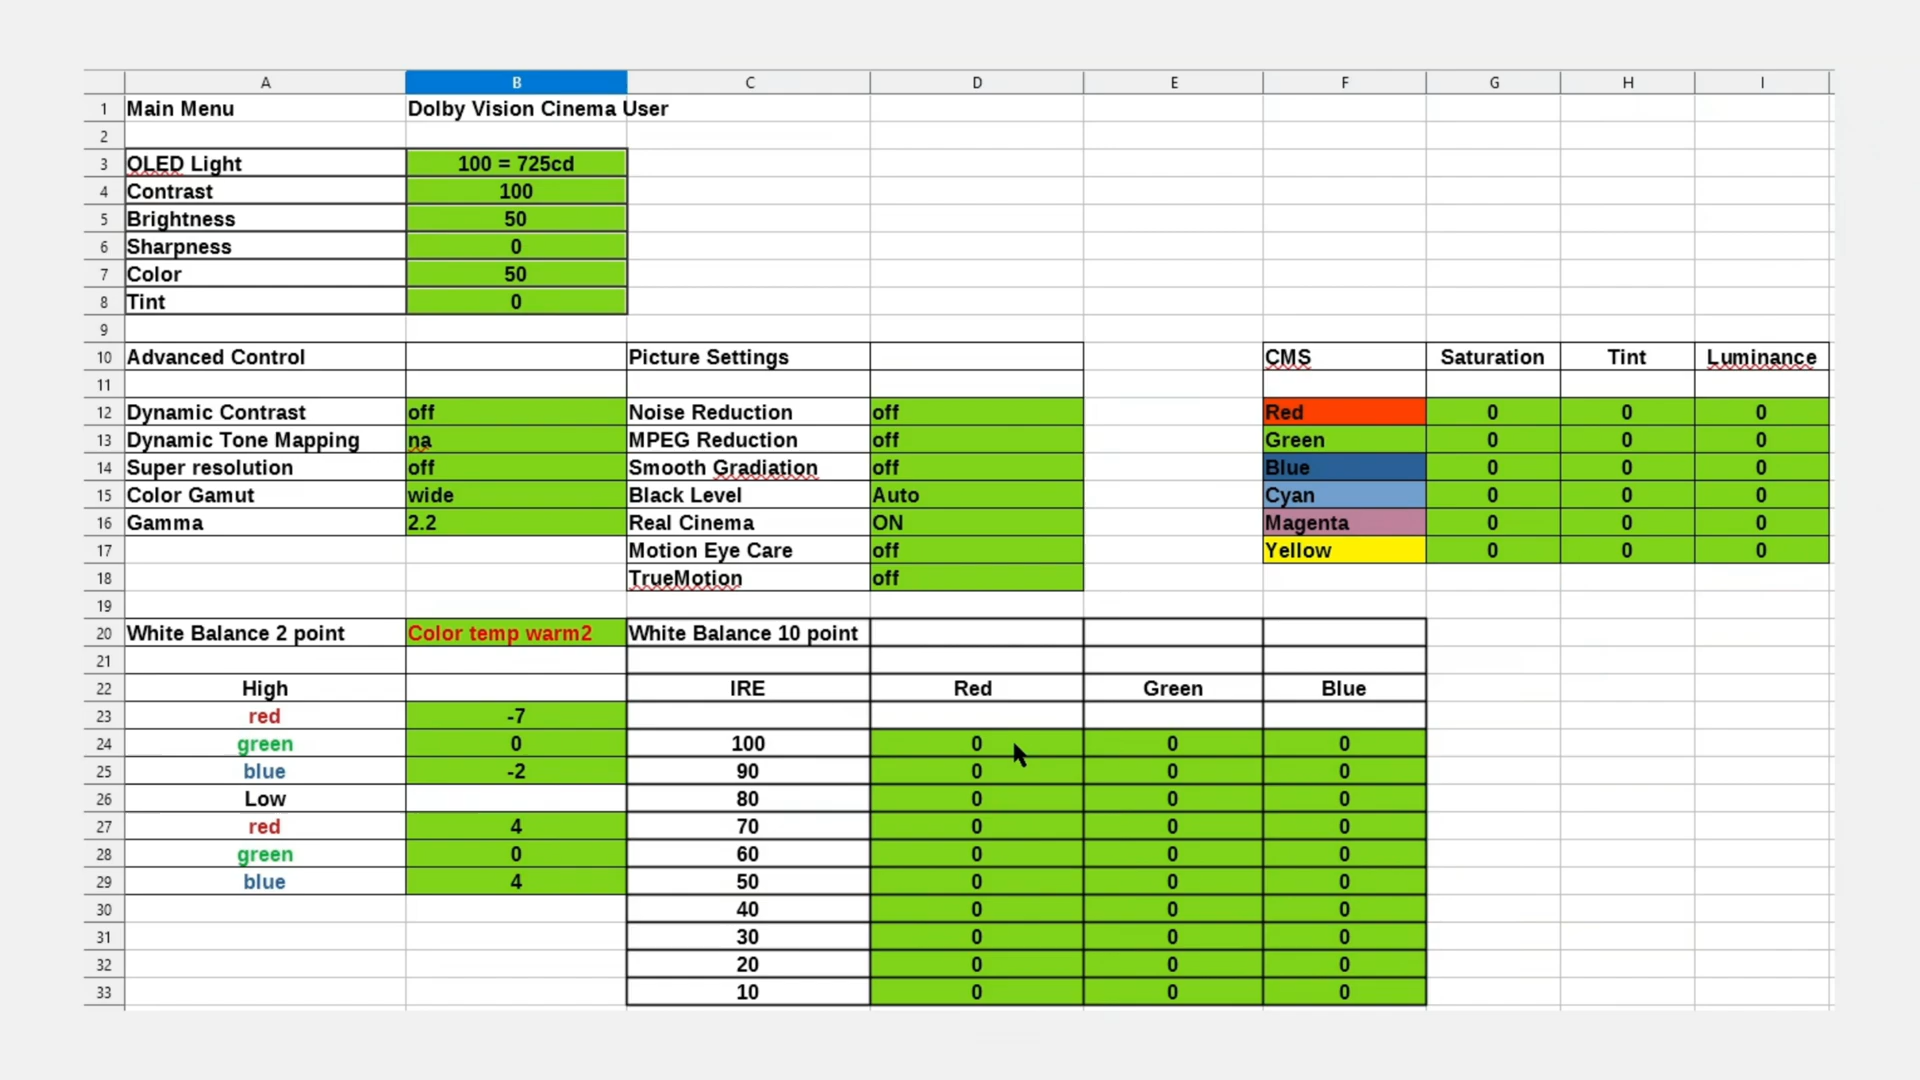 A B C D E F G H I
1 Main Menu Dolby Vision Cinema User
2
3 OLED Light 100 = 725cd
4 Contrast 100
5 Brightness 50
6 Sharpness 0
7 Color 50
8 Tint 0
9
10 Advanced Control Picture Settings CMS Saturation Tint Luminance
11
12 Dynamic Contrast off Noise Reduction off Red 0 0 0
13 Dynamic Tone Mapping na MPEG Reduction off Green 0 0 0
14 Super resolution off Smooth Gradiation off Blue 0 0 0
15 Color Gamut wide Black Level Auto Cyan 0 0 0
16 Gamma 2.2 Real Cinema ON Magenta 0 0 0
17 Motion Eye Care off Yellow 0 0 0
18 TrueMotion off
19
20 White Balance 2 point Color temp warm2 White Balance 10 point
21
22 High IRE Red Green Blue
23 red -7
24 green 0 100 0 0 0
25 blue -2 90 0 0 0
26 Low 80 0 0 0
27 red 4 70 0 0 0
28 green 0 60 0 0 0
29 blue 4 50 0 0 0
30 40 0 0 0
31 30 0 0 0
32 20 0 0 0
33 10 0 0 0